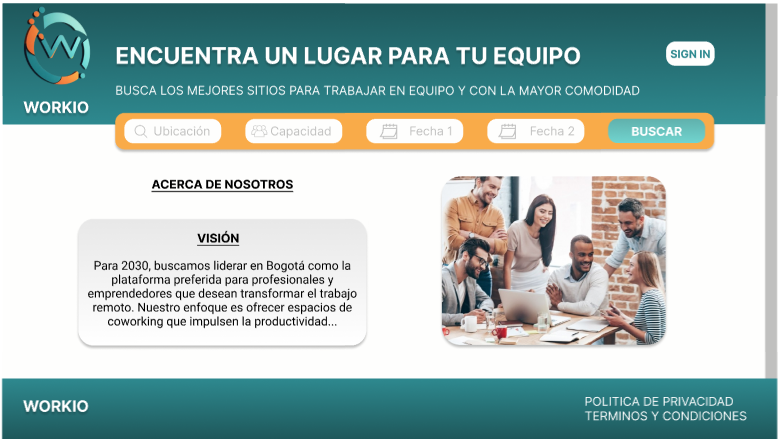 W
WORKIO
ENCUENTRA UN LUGAR PARA TU EQUIPO
SIGN IN
BUSCA LOS MEJORES SITIOS PARA TRABAJAR EN EQUIPO Y CON LA MAYOR COMODIDAD
Ubicación
Capacidad
Fecha 1
Fecha 2
BUSCAR
ACERCA DE NOSOTROS
VISIÓN
Para 2030, buscamos liderar en Bogotá como la
plataforma preferida para profesionales y
emprendedores que desean transformar el trabajo
remoto. Nuestro enfoque es ofrecer espacios de
coworking que impulsen la productividad...
WORKIO
POLITICA DE PRIVACIDAD
TERMINOS Y CONDICIONES